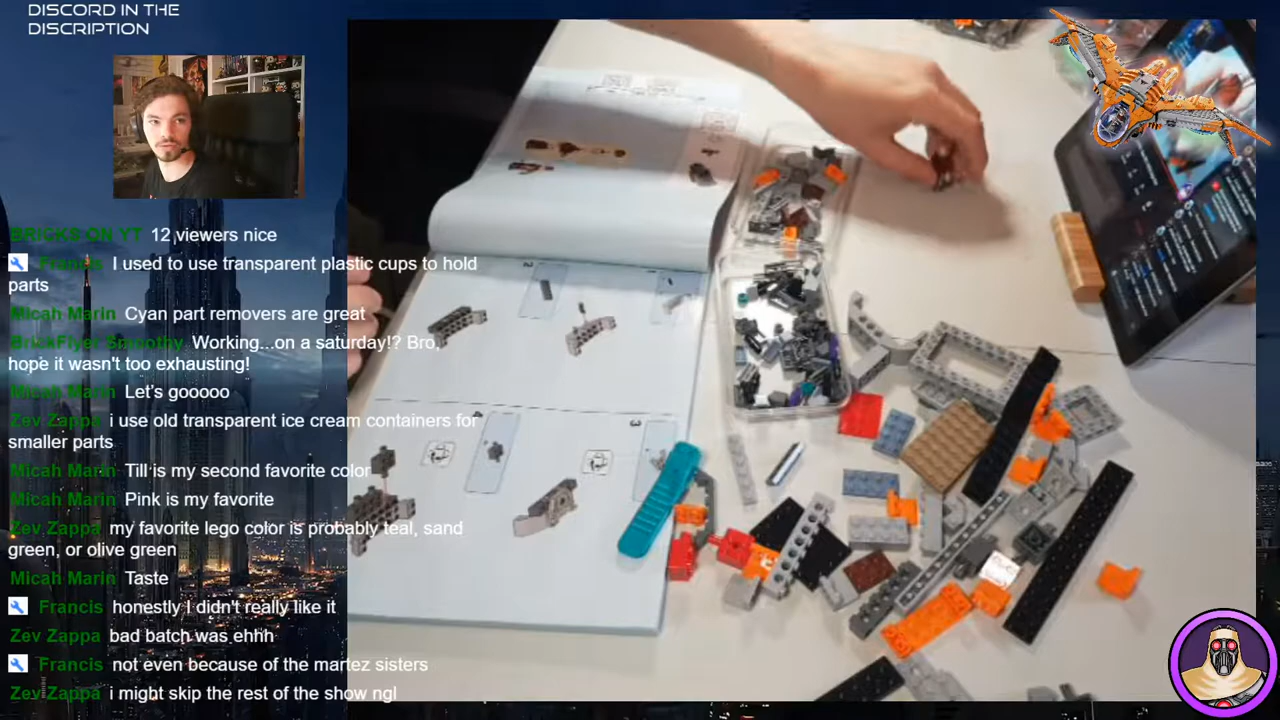 DISCORD IN THE
DISCRIPTION
BRICKS ON YT 12 viewers nice
Francis I used to use transparent plastic cups to hold
parts
Micah Marin Cyan part removers are great
BrickFlyer Smoothy Working...on a saturday!? Bro,
hope it wasn't too exhausting!
Micah Marin Let's gooooo
Zev Zappa i use old transparent ice cream containers for
smaller parts
Micah Marin Till is my second favorite color
Micah Marin Pink is my favorite
Zev Zappa my favorite lego color is probably teal, sand
green, or olive green
Micah Marin Taste
Francis honestly I didn't really like it
Zev Zappa bad batch was ehhh
Francis not even because of the martez sisters
Zev Zappa i might skip the rest of the show ngl